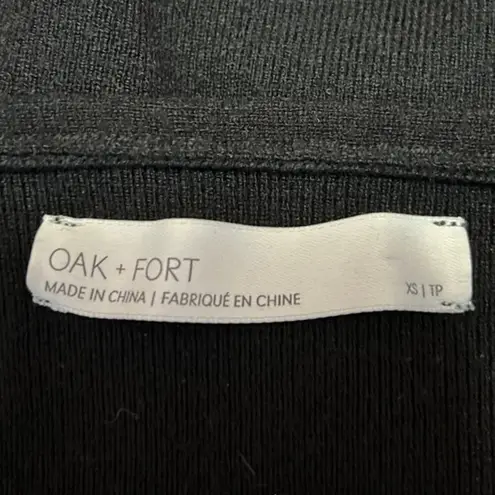 OAK + FORT
MADE IN CHINA | FABRIQUÉ EN CHINE
XS | TP